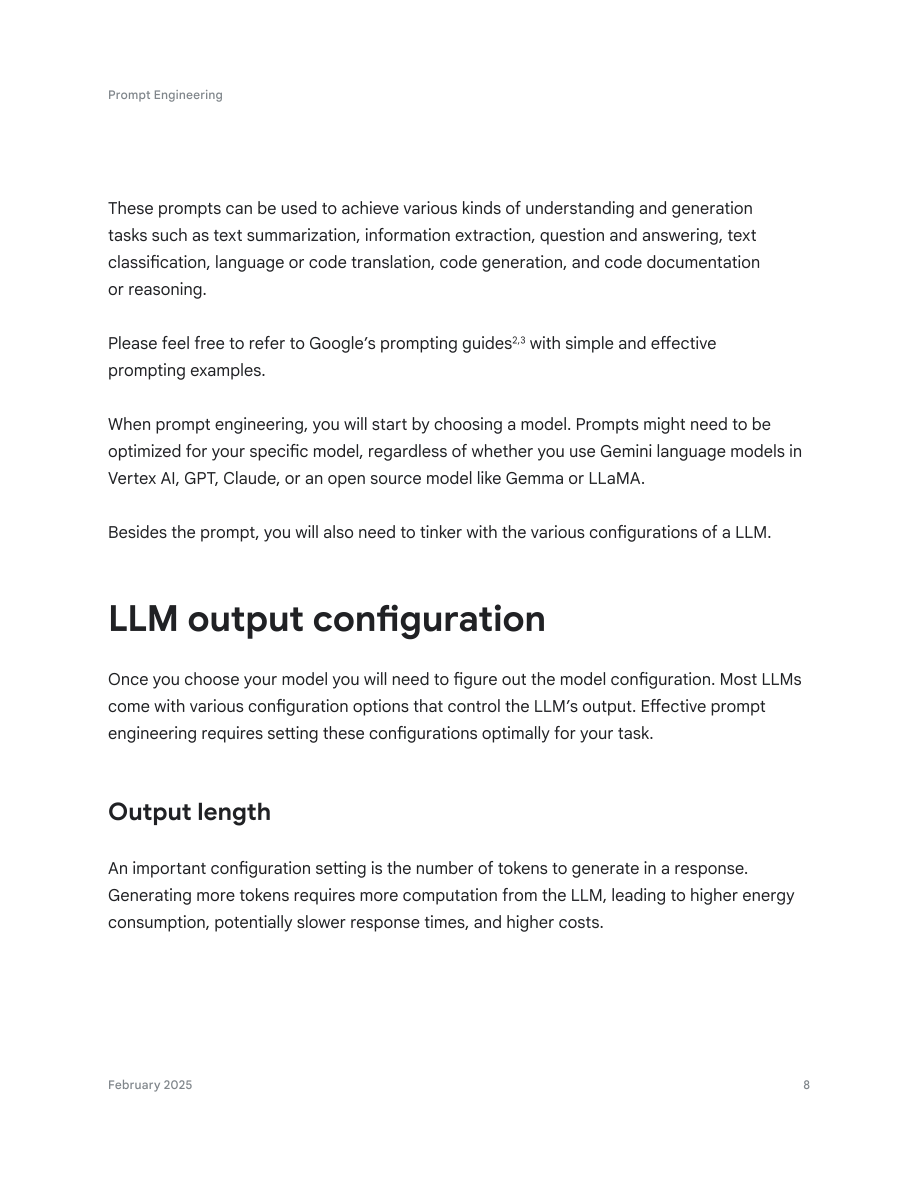 Prompt Engineering
These prompts can be used to achieve various kinds of understanding and generation
tasks such as text summarization, information extraction, question and answering, text
classification, language or code translation, code generation, and code documentation
or reasoning.
Please feel free to refer to Google’s prompting guides2,3 with simple and effective
prompting examples.
When prompt engineering, you will start by choosing a model. Prompts might need to be
optimized for your specific model, regardless of whether you use Gemini language models in
Vertex AI, GPT, Claude, or an open source model like Gemma or LLaMA.
Besides the prompt, you will also need to tinker with the various configurations of a LLM.
LLM output configuration
Once you choose your model you will need to figure out the model configuration. Most LLMs
come with various configuration options that control the LLM’s output. Effective prompt
engineering requires setting these configurations optimally for your task.
Output length
An important configuration setting is the number of tokens to generate in a response.
Generating more tokens requires more computation from the LLM, leading to higher energy
consumption, potentially slower response times, and higher costs.
February 2025
8